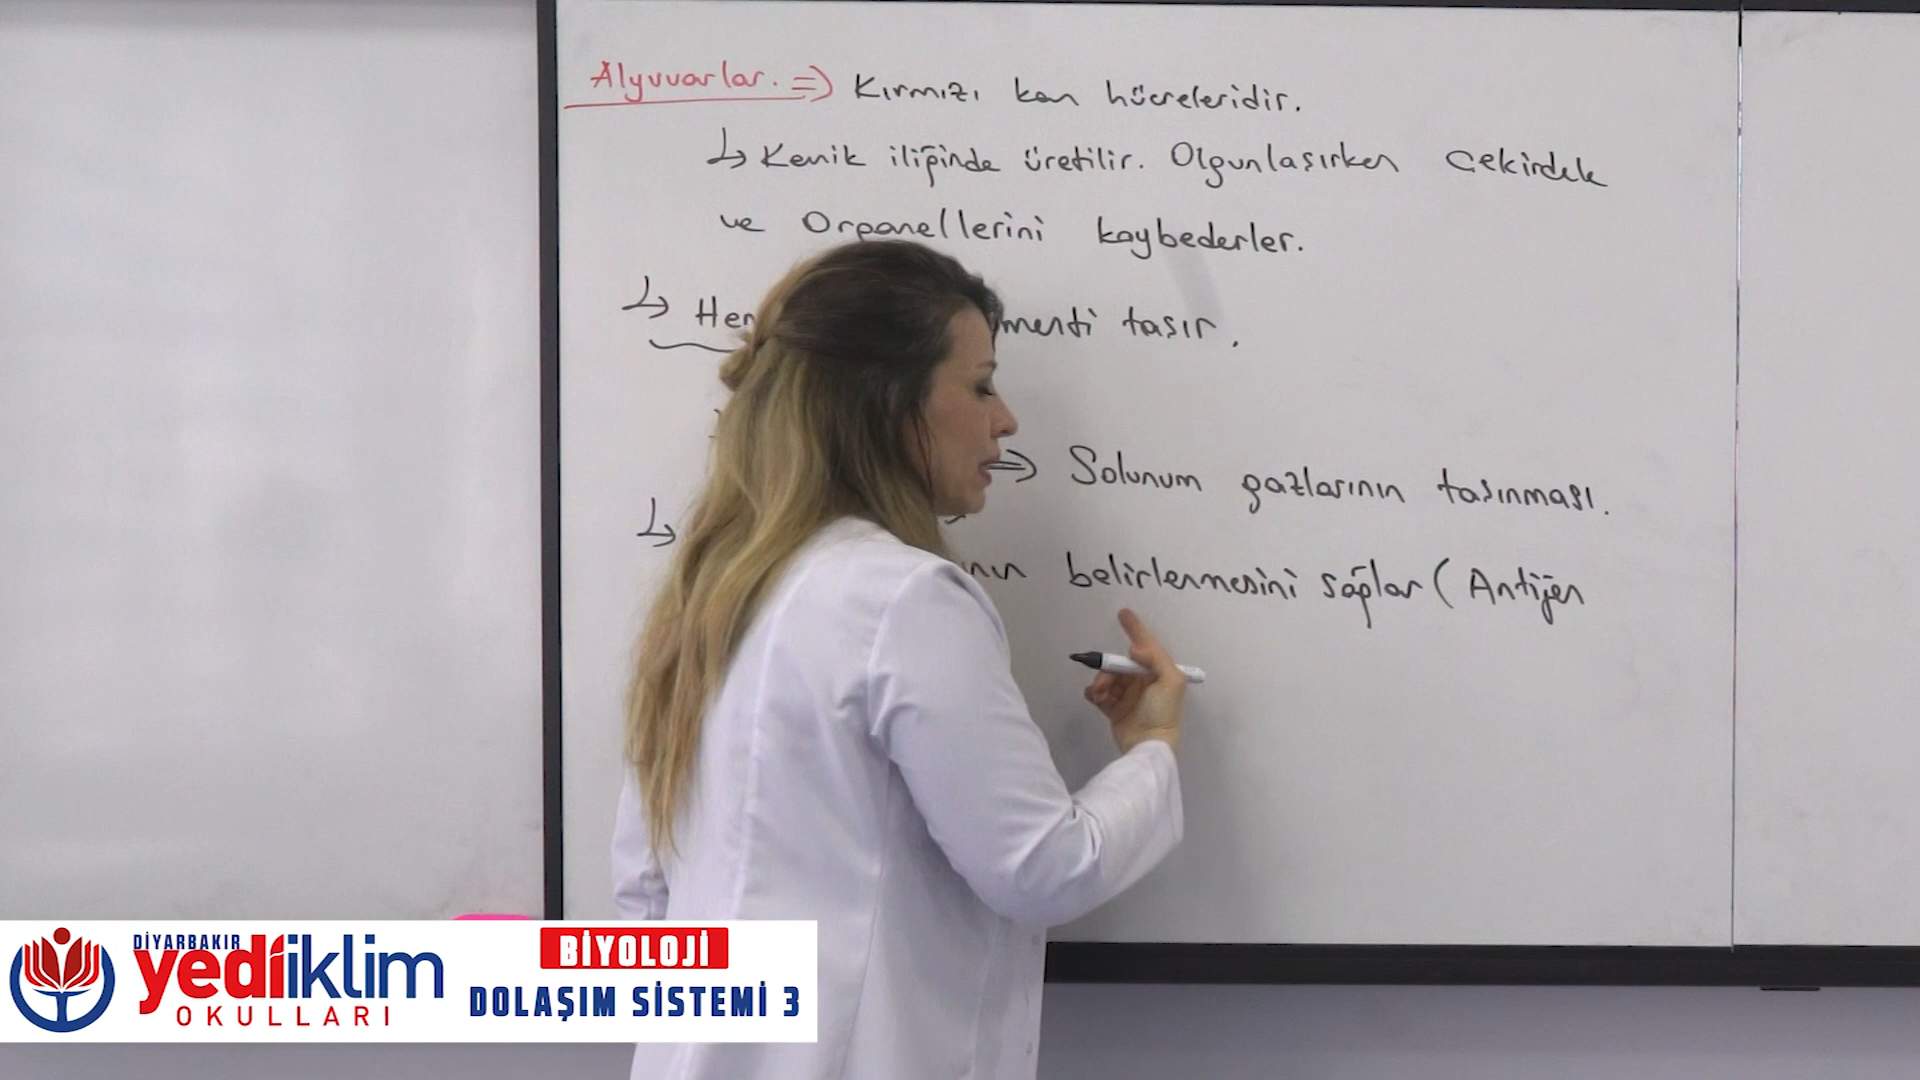 Alyuvarlar. => Kırmızı kan hücreleridir.
↳ Kemik iliğinde üretilir. Olgunlaşırken çekirdek
ve Organellerini kaybederler.
↳ Hem menti taşır.
=> Solunum gazlarının taşınması.
↳
ının belirlenmesini sağlar ( Antijen
DİYARBAKIR
yediiklim
OKULLARI
BİYOLOJİ
DOLAŞIM SİSTEMİ 3